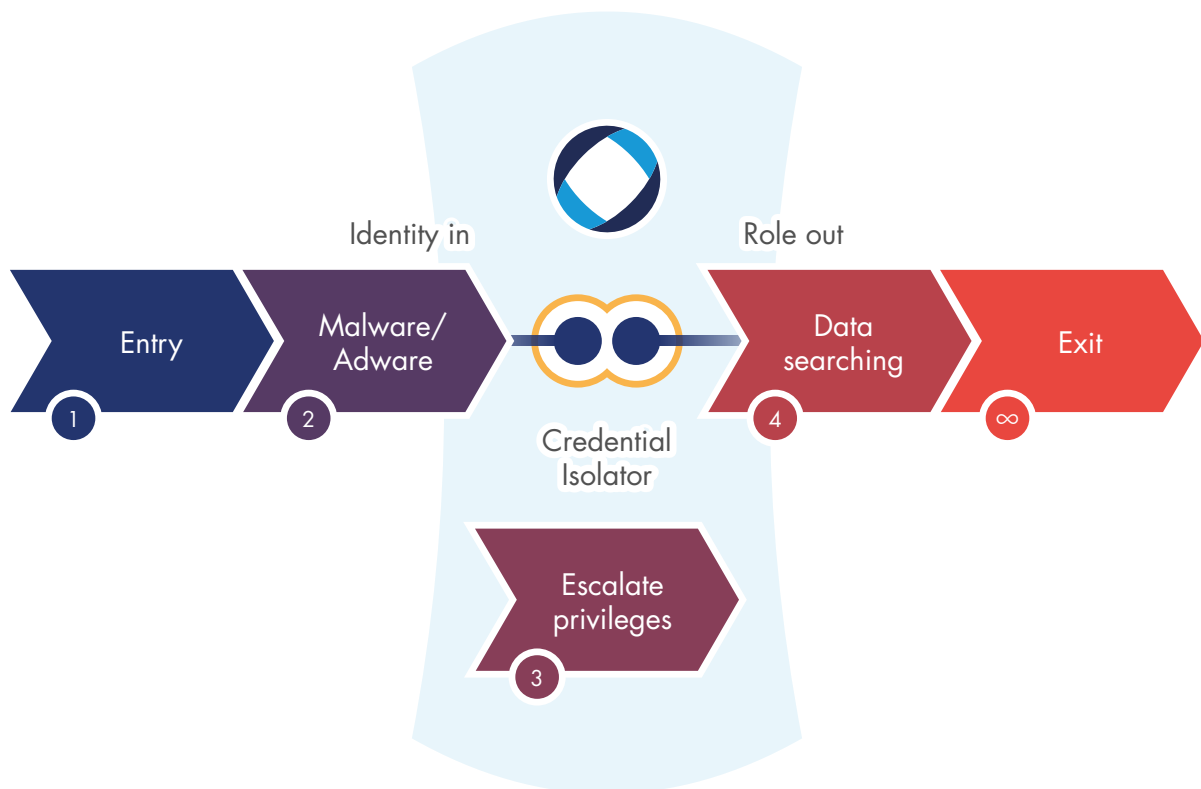 Identity in
Role out
Entry
1
Malware/
Adware
2
Credential
Isolator
Escalate
privileges
3
Data
searching
4
Exit
∞